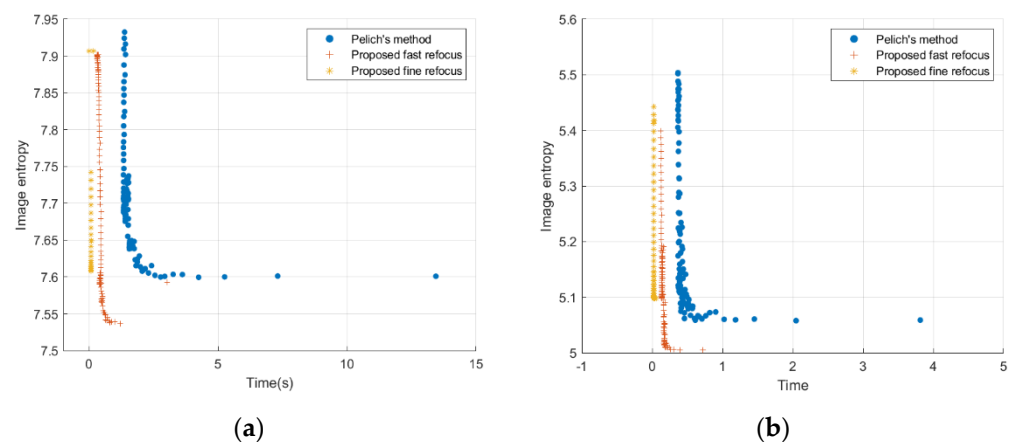 7.95
7.9
7.85
7.8
7.75
7.7
7.65
7.6
7.55
7.5
Image entropy
0
5
10
15
Time(s)
Pelich's method
Proposed fast refocus
Proposed fine refocus
(a)
5.6
5.5
5.4
5.3
5.2
5.1
5
Image entropy
-1
0
1
2
3
4
5
Time
Pelich's method
Proposed fast refocus
Proposed fine refocus
(b)